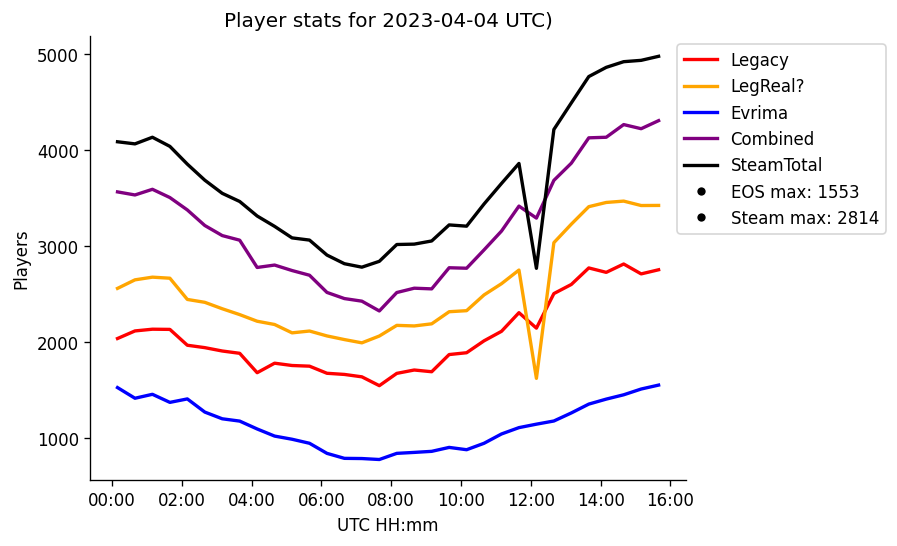 Player stats for 2023-04-04 UTC)
5000
4000
3000
2000
1000
Players
00:00 02:00 04:00 06:00 08:00 10:00 12:00 14:00 16:00
UTC HH:mm
Legacy
LegReal?
Evrima
Combined
SteamTotal
EOS max: 1553
Steam max: 2814